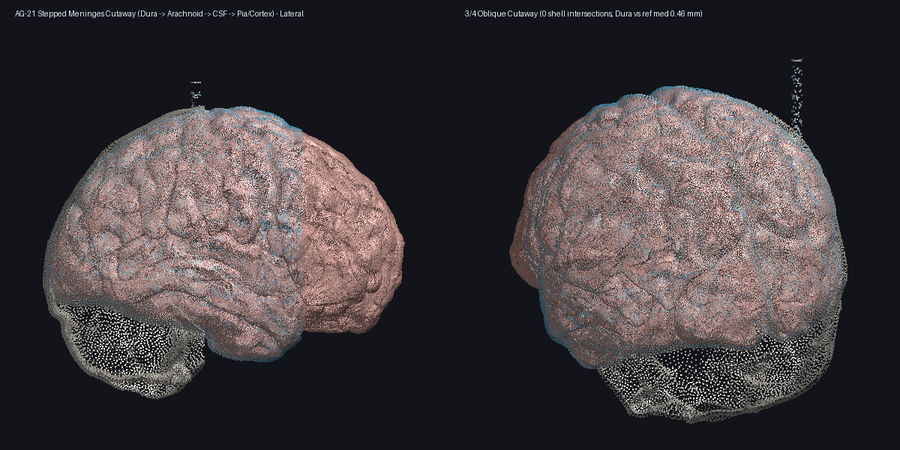 AG-21 Stepped Meninges Cutaway (Dura -> Arachnoid -> CSF -> Pia/Cortex) - Lateral
3/4 Oblique Cutaway (0 shell intersections, Dura vs ref med 0.46 mm)